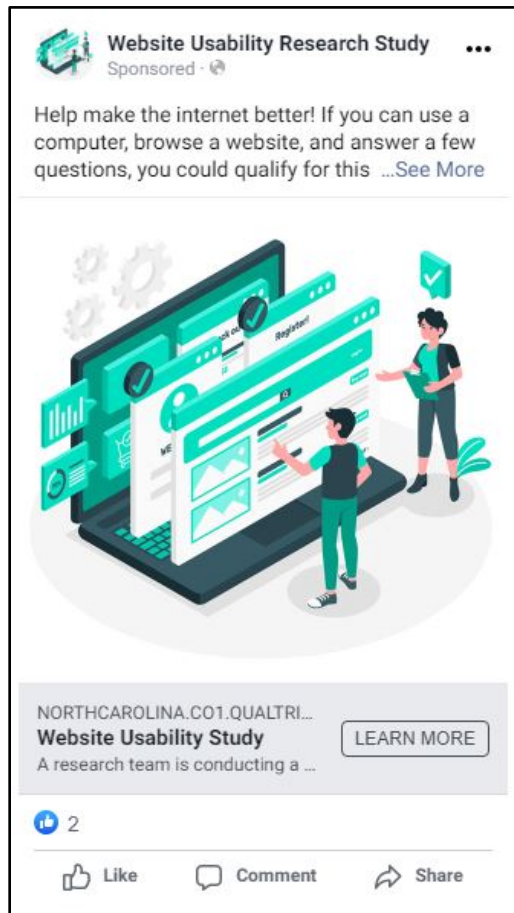 Website Usability Research Study
Sponsored ·
Help make the internet better! If you can use a
computer, browse a website, and answer a few
questions, you could qualify for this ...See More
Register!
NORTHCAROLINA.CO1.QUALTRI...
Website Usability Study
LEARN MORE
A research team is conducting a ...
2
Like
Comment
Share